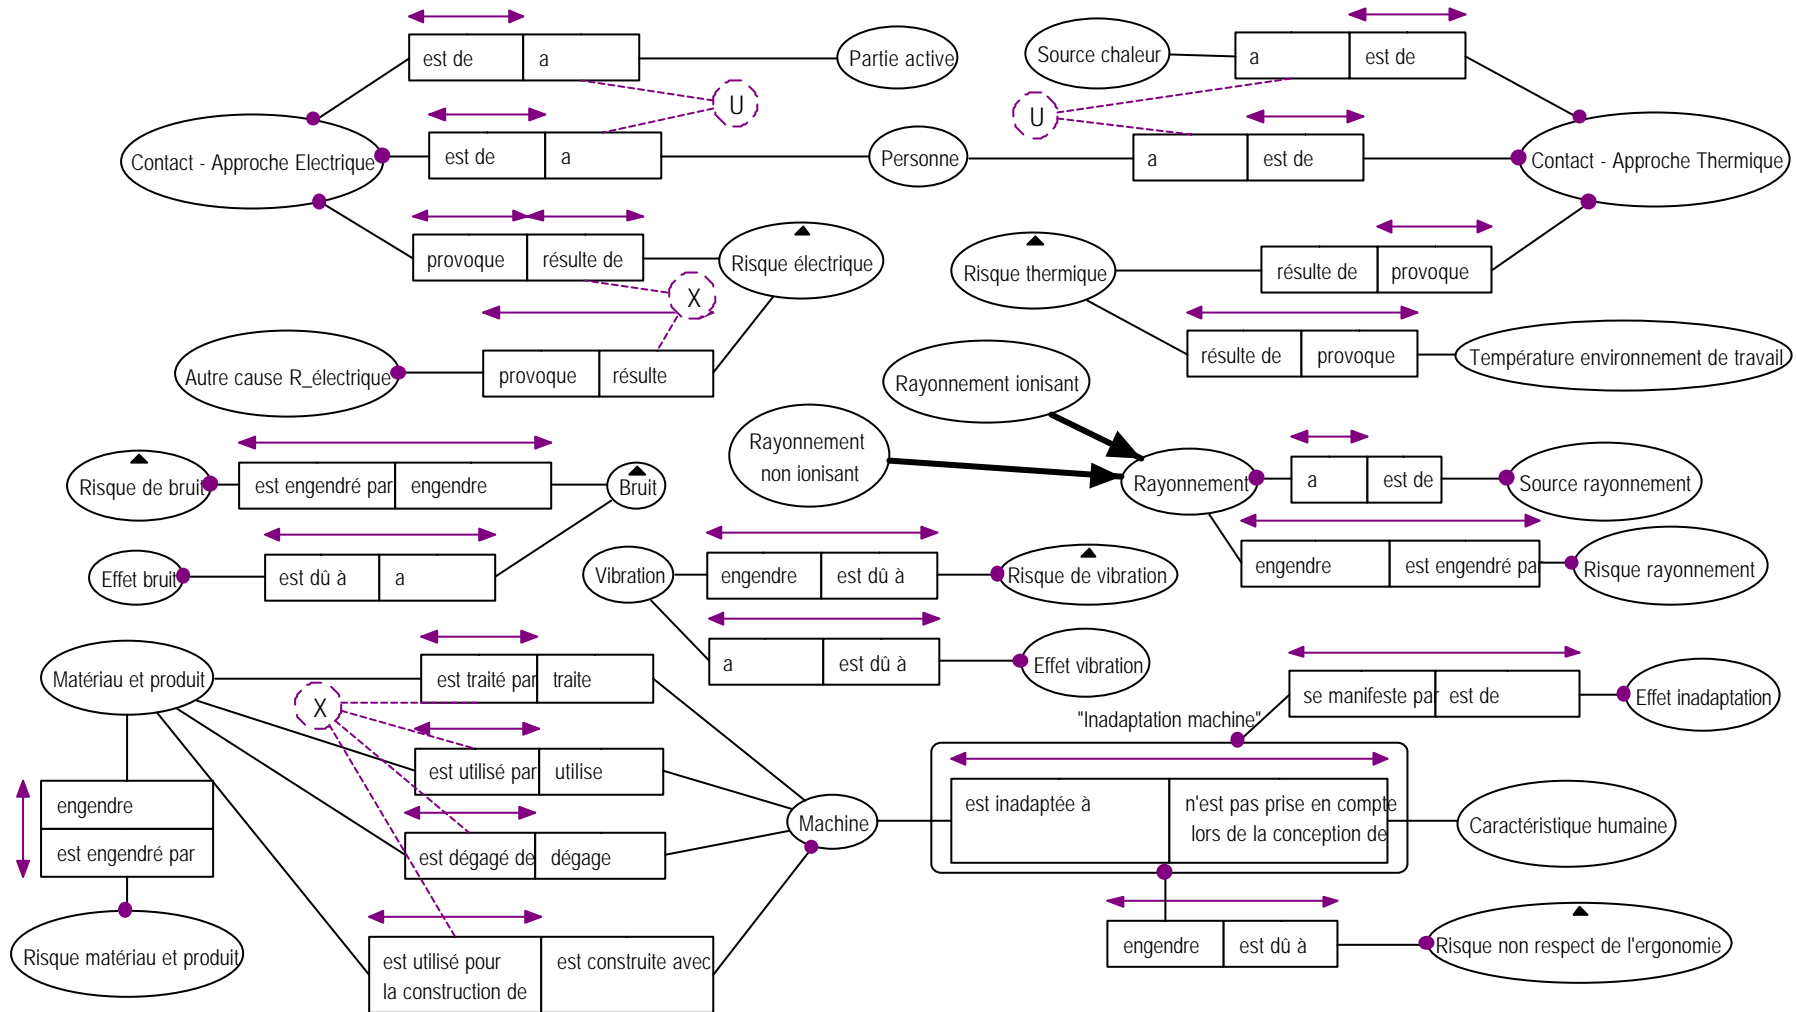 est de
a
Partie active
Source chaleur
a
est de
U
U
Contact - Approche Electrique
est de
a
Personne
a
est de
Contact - Approche Thermique
provoque
résulte de
Risque électrique
Risque thermique
résulte de
provoque
X
Autre cause R_électrique
provoque
résulte
résulte de
provoque
Température environnement de travail
Rayonnement ionisant
Rayonnement
non ionisant
Risque de bruit
est engendré par
engendre
Bruit
Rayonnement
a
est de
Source rayonnement
Effet bruit
est dû à
a
Vibration
engendre
est dû à
Risque de vibration
engendre
est engendré par
Risque rayonnement
a
est dû à
Effet vibration
Matériau et produit
est traité par
traite
X
se manifeste par
est de
Effet inadaptation
"Inadaptation machine"
est utilisé par
utilise
engendre
est engendré par
est dégagé de
dégage
Machine
est inadaptée à
n'est pas prise en compte
lors de la conception de
Caractéristique humaine
Risque matériau et produit
est utilisé pour
la construction de
est construite avec
engendre
est dû à
Risque non respect de l'ergonomie